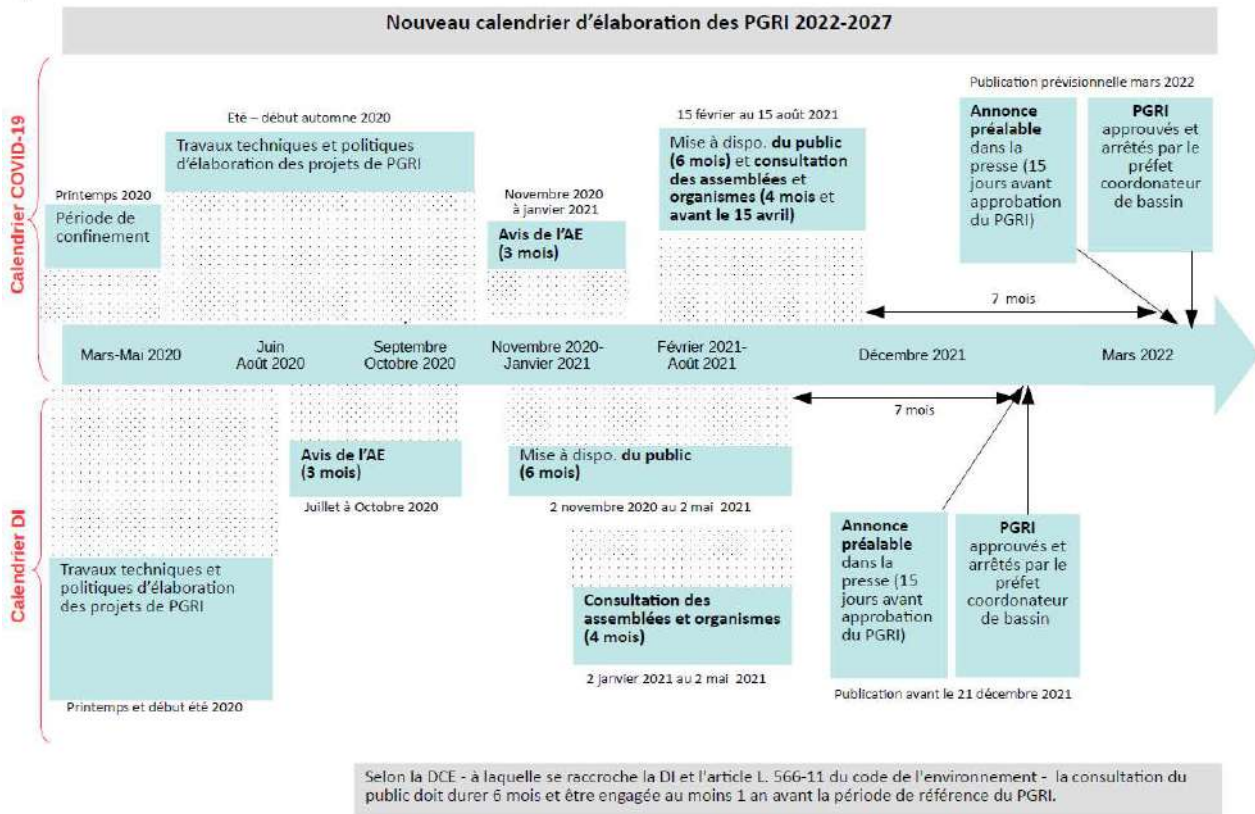 Nouveau calendrier d'élaboration des PGRI 2022-2027
Calendrier COVID-19
Printemps 2020
Période de
confinement
Eté – début automne 2020
Travaux techniques et politiques
d'élaboration des projets de PGRI
Novembre 2020
à janvier 2021
Avis de l'AE
(3 mois)
15 février au 15 août 2021
Mise à dispo. du public
(6 mois) et consultation
des assemblées et
organismes (4 mois et
avant le 15 avril)
Publication prévisionnelle mars 2022
Annonce
préalable
dans la
presse (15
jours avant
approbation
du PGRI)
PGRI
approuvés et
arrêtés par le
préfet
coordonateur
de bassin
7 mois
Mars-Mai 2020
Juin
Août 2020
Septembre
Octobre 2020
Novembre 2020-
Janvier 2021
Février 2021-
Août 2021
Décembre 2021
Mars 2022
7 mois
Calendrier DI
Travaux techniques et
politiques d'élaboration
des projets de PGRI
Printemps et début été 2020
Avis de l'AE
(3 mois)
Juillet à Octobre 2020
Mise à dispo. du public
(6 mois)
2 novembre 2020 au 2 mai 2021
Consultation des
assemblées et organismes
(4 mois)
2 janvier 2021 au 2 mai 2021
Annonce
préalable
dans la
presse (15
jours avant
approbation
du PGRI)
PGRI
approuvés et
arrêtés par le
préfet
coordonateur
de bassin
Publication avant le 21 décembre 2021
Selon la DCE - à laquelle se raccroche la DI et l'article L. 566-11 du code de l'environnement - la consultation du
public doit durer 6 mois et être engagée au moins 1 an avant la période de référence du PGRI.